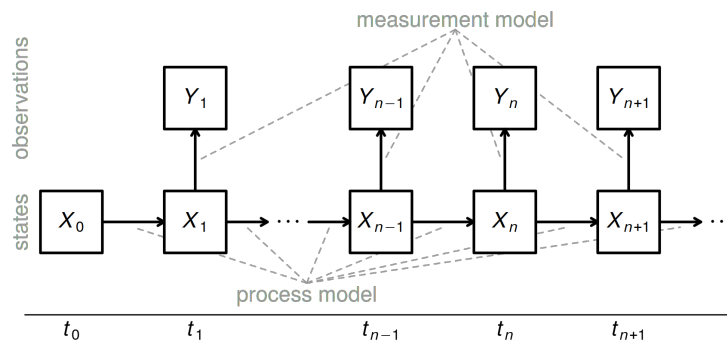 measurement model
observations
Y₁ Yₙ₋₁ Yₙ Yₙ₊₁
states
X₀ X₁ ··· Xₙ₋₁ Xₙ Xₙ₊₁ ··
process model
t₀ t₁ tₙ₋₁ tₙ tₙ₊₁